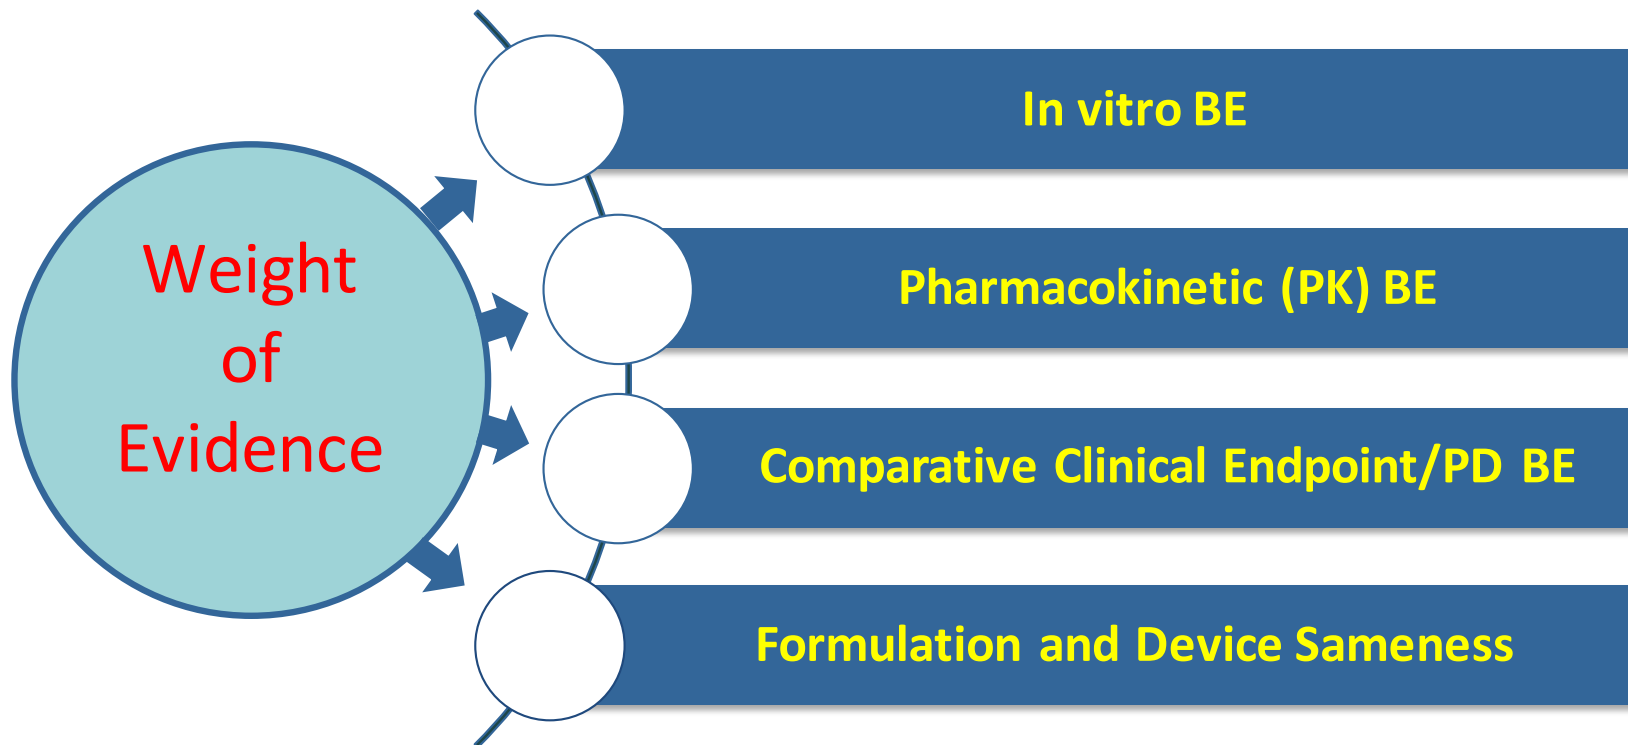 Weight
of
Evidence
In vitro BE
Pharmacokinetic (PK) BE
Comparative Clinical Endpoint/PD BE
Formulation and Device Sameness